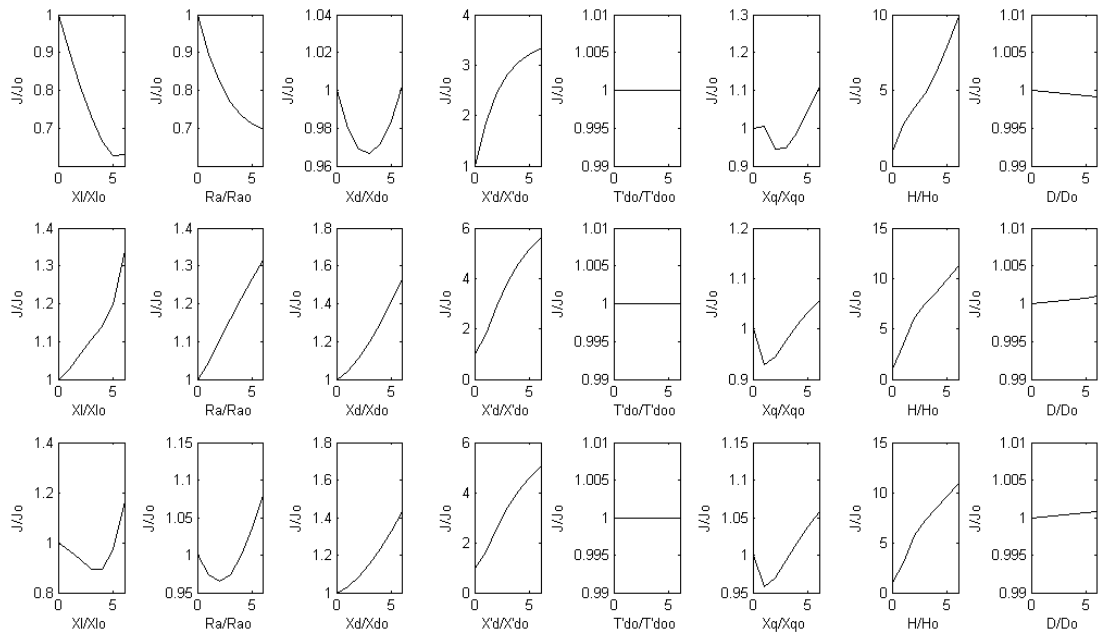 1
0.9
0.8
0.7
J/Jo
0 5
Xl/Xlo
1
0.9
0.8
0.7
J/Jo
0 5
Ra/Rao
1.04
1.02
1
0.98
0.96
J/Jo
0 5
Xd/Xdo
4
3
2
1
J/Jo
0 5
X'd/X'do
1.01
1.005
1
0.995
0.99
J/Jo
0 5
T'do/T'doo
1.3
1.2
1.1
1
0.9
J/Jo
0 5
Xq/Xqo
10
5
0
J/Jo
0 5
H/Ho
1.01
1.005
1
0.995
0.99
J/Jo
0 5
D/Do
1.4
1.3
1.2
1.1
1
J/Jo
0 5
Xl/Xlo
1.4
1.3
1.2
1.1
1
J/Jo
0 5
Ra/Rao
1.8
1.6
1.4
1.2
1
J/Jo
0 5
Xd/Xdo
6
4
2
0
J/Jo
0 5
X'd/X'do
1.01
1.005
1
0.995
0.99
J/Jo
0 5
T'do/T'doo
1.2
1.1
1
0.9
J/Jo
0 5
Xq/Xqo
15
10
5
0
J/Jo
0 5
H/Ho
1.01
1.005
1
0.995
0.99
J/Jo
0 5
D/Do
1.4
1.2
1
0.8
J/Jo
0 5
Xl/Xlo
1.15
1.1
1.05
1
0.95
J/Jo
0 5
Ra/Rao
1.8
1.6
1.4
1.2
1
J/Jo
0 5
Xd/Xdo
6
4
2
0
J/Jo
0 5
X'd/X'do
1.01
1.005
1
0.995
0.99
J/Jo
0 5
T'do/T'doo
1.15
1.1
1.05
1
0.95
J/Jo
0 5
Xq/Xqo
15
10
5
0
J/Jo
0 5
H/Ho
1.01
1.005
1
0.995
0.99
J/Jo
0 5
D/Do